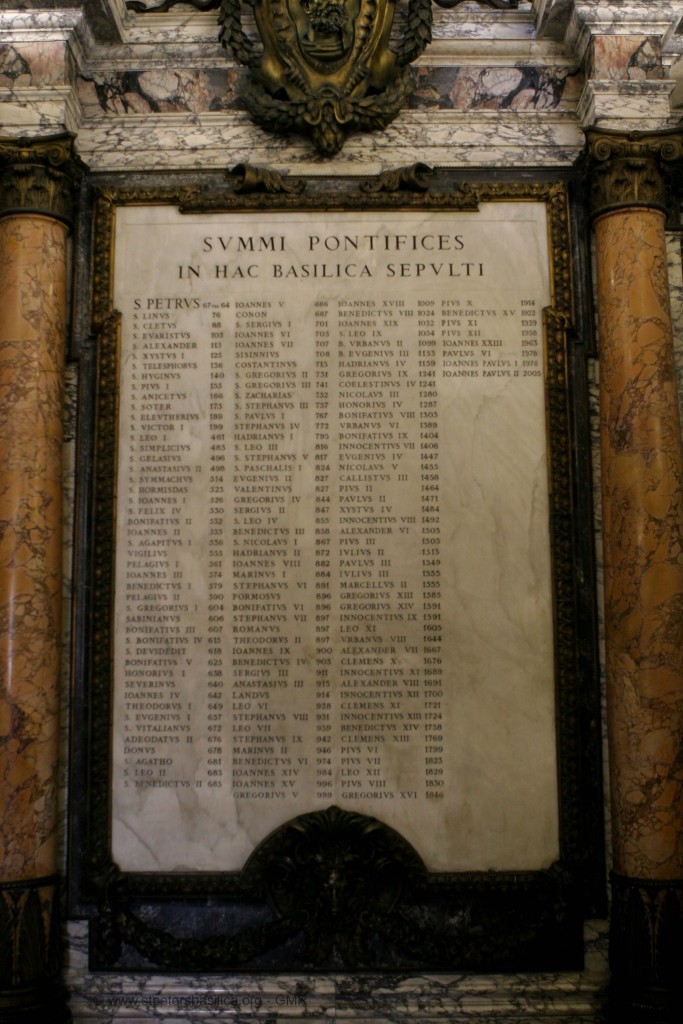 SVMMI PONTIFICES
IN HAC BASILICA SEPVLTI
S. PETRVS 64
S. LINVS 76
S. CLETVS 88
S. EVARISTVS 105
S. ALEXANDER 115
S. XYSTVS I 125
S. TELESPHORVS 136
S. HYGINVS 140
S. PIVS I 155
S. ANICETVS 166
S. SOTER 175
S. ELEVTHERIVS 189
S. VICTOR I 199
S. LEO I 461
S. SIMPLICIVS 483
S. GELASIVS 496
S. ANASTASIVS II 498
S. SYMMACHVS 514
S. HORMISDAS 523
S. IOANNES I 526
S. FELIX IV 530
BONIFATIVS II 532
IOANNES II 535
S. AGAPITVS I 536
VIGILIVS 555
PELAGIVS I 561
IOANNES III 574
BENEDICTVS I 579
PELAGIVS II 590
S. GREGORIVS I 604
SABINIANVS 606
BONIFATIVS III 607
S. BONIFATIVS IV 615
S. DEVSDEDIT 618
BONIFATIVS V 625
HONORIVS I 638
SEVERINVS 640
IOANNES IV 642
THEODORVS I 649
S. EVGENIVS I 657
S. VITALIANVS 672
ADEODATVS II 676
DONVS 678
S. AGATHO 681
S. LEO II 683
S. BENEDICTVS II 685
IOANNES V 686
CONON 687
S. SERGIVS I 701
IOANNES VI 705
IOANNES VII 707
SISINNIVS 708
COSTANTINVS 715
S. GREGORIVS II 731
S. GREGORIVS III 741
S. ZACHARIAS 752
S. STEPHANVS III 757
S. PAVLVS I 767
STEPHANVS IV 772
HADRIANVS I 795
S. LEO III 816
S. STEPHANVS V 817
S. PASCHALIS I 824
EVGENIVS II 827
VALENTINVS 827
GREGORIVS IV 844
SERGIVS II 847
S. LEO IV 855
BENEDICTVS III 858
S. NICOLAVS I 867
HADRIANVS II 872
IOANNES VIII 882
MARINVS I 884
STEPHANVS VI 891
FORMOSVS 896
BONIFATIVS VI 896
STEPHANVS VII 897
ROMANVS 897
THEODORVS II 897
IOANNES IX 900
BENEDICTVS IV 903
SERGIVS III 911
ANASTASIVS III 913
LANDVS 914
LEO VI 928
STEPHANVS VIII 931
LEO VII 939
STEPHANVS IX 942
MARINVS II 946
BENEDICTVS VI 974
IOANNES XIV 984
IOANNES XV 996
GREGORIVS V 999
IOANNES XVIII 1009
BENEDICTVS VIII 1024
IOANNES XIX 1032
S. LEO IX 1054
B. VRBANVS II 1099
B. EVGENIVS III 1153
HADRIANVS IV 1159
GREGORIVS IX 1241
COELESTINVS IV 1241
NICOLAVS III 1280
HONORIVS IV 1287
BONIFATIVS VIII 1303
VRBANVS VI 1389
BONIFATIVS IX 1404
INNOCENTIVS VII 1406
EVGENIVS IV 1447
NICOLAVS V 1455
CALLISTVS III 1458
PIVS II 1464
PAVLVS II 1471
XYSTVS IV 1484
INNOCENTIVS VIII 1492
ALEXANDER VI 1503
PIVS III 1503
IVLIVS II 1513
PAVLVS III 1549
IVLIVS III 1555
MARCELLVS II 1555
GREGORIVS XIII 1585
GREGORIVS XIV 1591
INNOCENTIVS IX 1591
LEO XI 1605
VRBANVS VIII 1644
ALEXANDER VII 1667
CLEMENS X 1676
INNOCENTIVS XI 1689
ALEXANDER VIII 1691
INNOCENTIVS XII 1700
CLEMENS XI 1721
INNOCENTIVS XIII 1724
BENEDICTVS XIV 1758
CLEMENS XIII 1769
PIVS VI 1799
PIVS VII 1823
LEO XII 1829
PIVS VIII 1830
GREGORIVS XVI 1846
PIVS X 1914
BENEDICTVS XV 1922
PIVS XI 1939
PIVS XII 1958
IOANNES XXIII 1963
PAVLVS VI 1978
IOANNES PAVLVS I 1978
IOANNES PAVLVS II 2005
www.stpetersbasilica.org - GMK